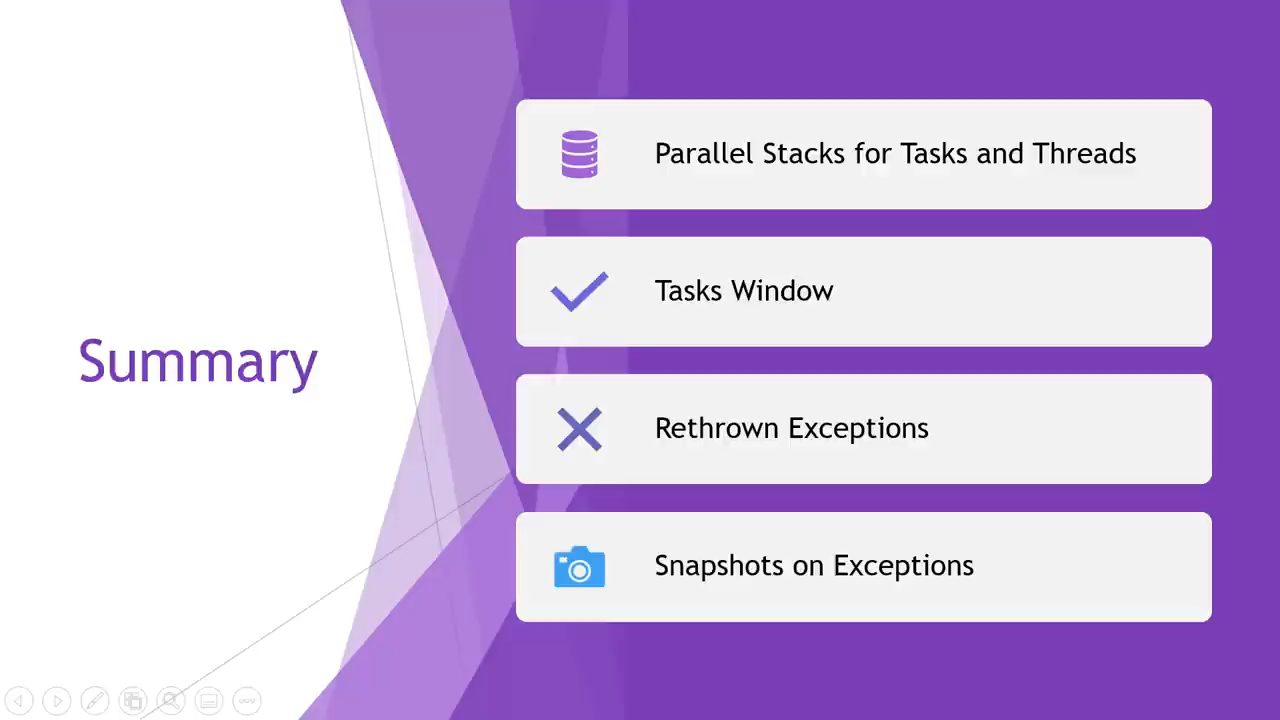 Summary
Parallel Stacks for Tasks and Threads
Tasks Window
Rethrown Exceptions
Snapshots on Exceptions